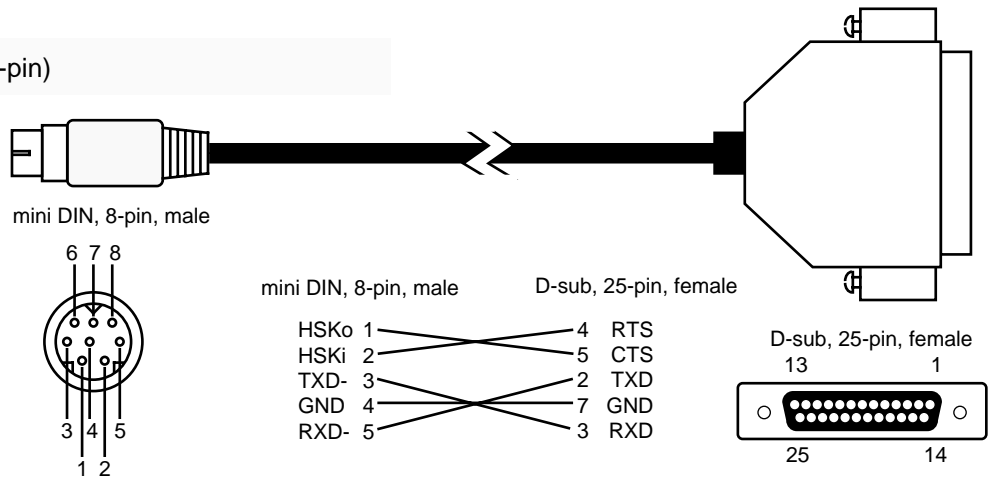 -pin)
mini DIN, 8-pin, male
6 7 8
3 4 5
1 2
mini DIN, 8-pin, male D-sub, 25-pin, female
HSKo 1 4 RTS
HSKi 2 5 CTS
TXD- 3 2 TXD
GND 4 7 GND
RXD- 5 3 RXD
D-sub, 25-pin, female
13 1
25 14